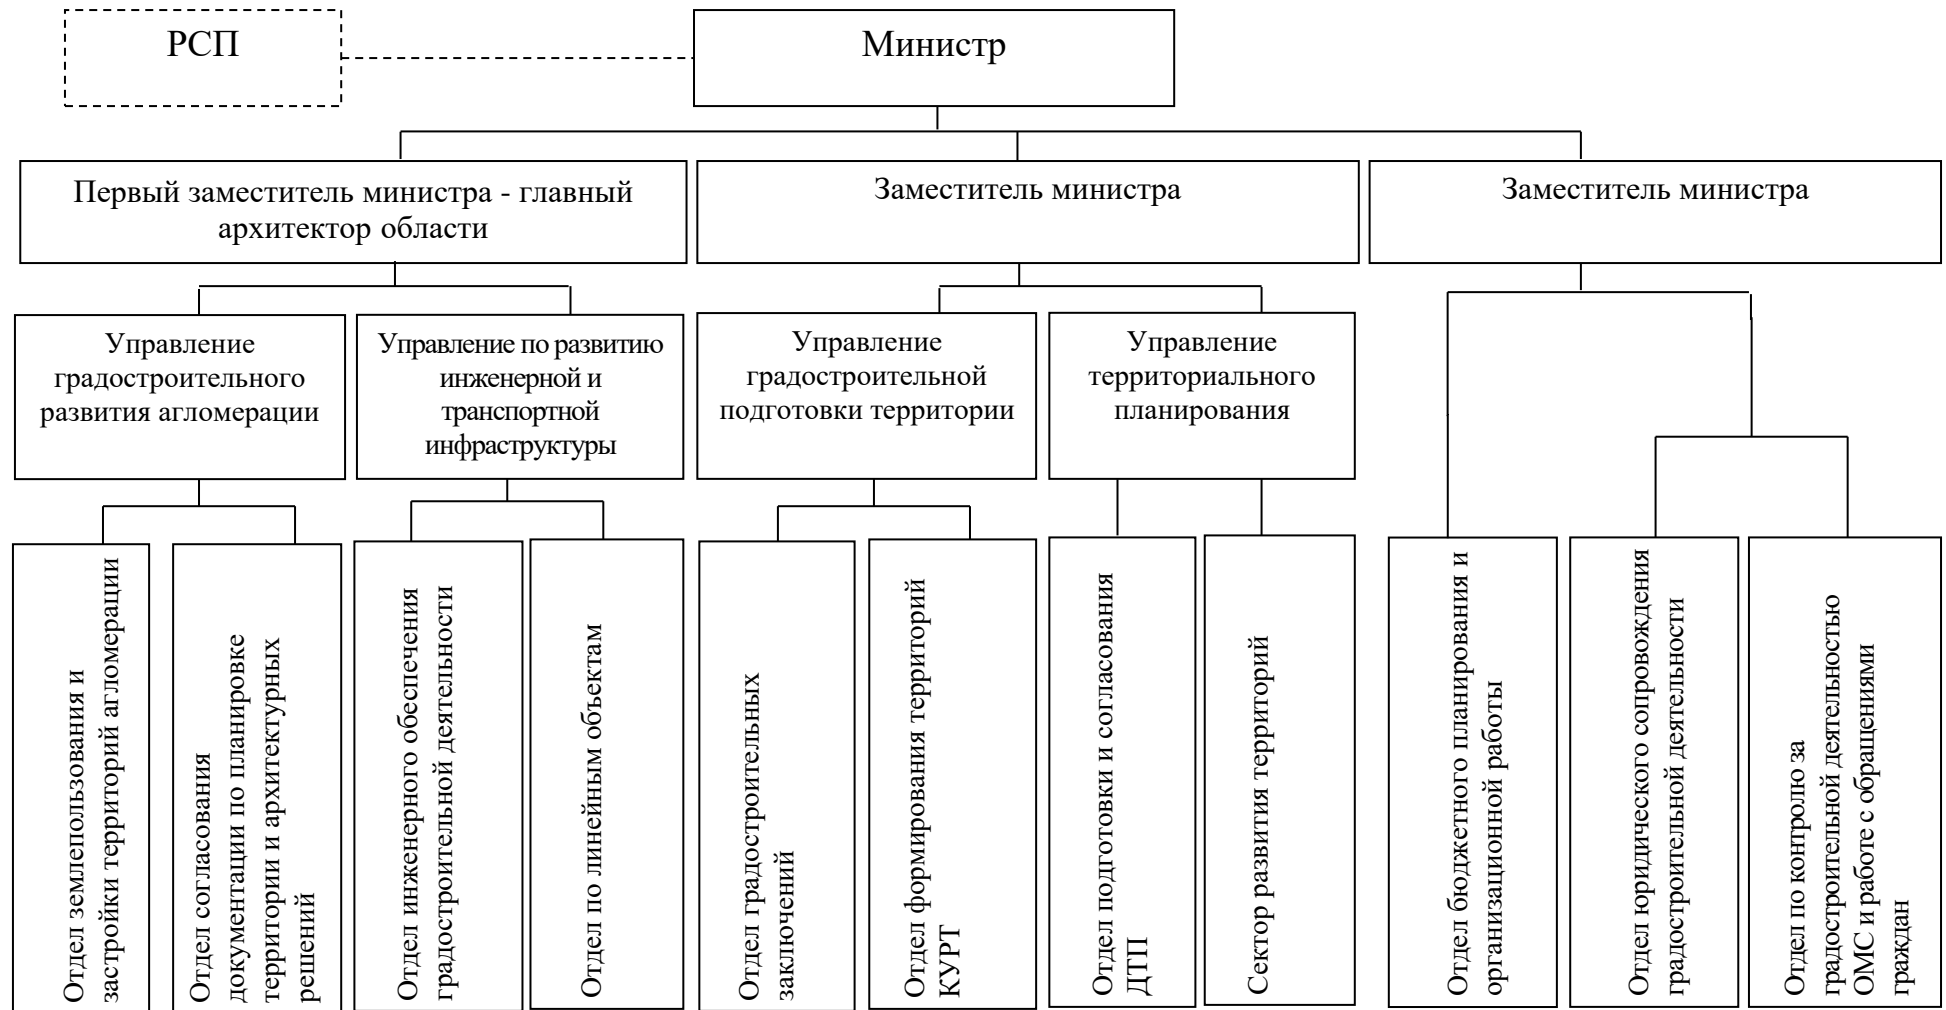 РСП
Министр
Первый заместитель министра - главный
архитектор области
Заместитель министра
Заместитель министра
Управление
градостроительного
развития агломерации
Управление по развитию
инженерной и
транспортной
инфраструктуры
Управление
градостроительной
подготовки территории
Управление
территориального
планирования
Отдел землепользования и
застройки территорий агломерации
Отдел согласования
документации по планировке
территории и архитектурных
решений
Отдел инженерного обеспечения
градостроительной деятельности
Отдел по линейным объектам
Отдел градостроительных
заключений
Отдел формирования территорий
КУРТ
Отдел подготовки и согласования
ДТП
Сектор развития территорий
Отдел бюджетного планирования и
организационной работы
Отдел юридического сопровождения
градостроительной деятельности
Отдел по контролю за
градостроительной деятельностью
ОМС и работе с обращениями
граждан